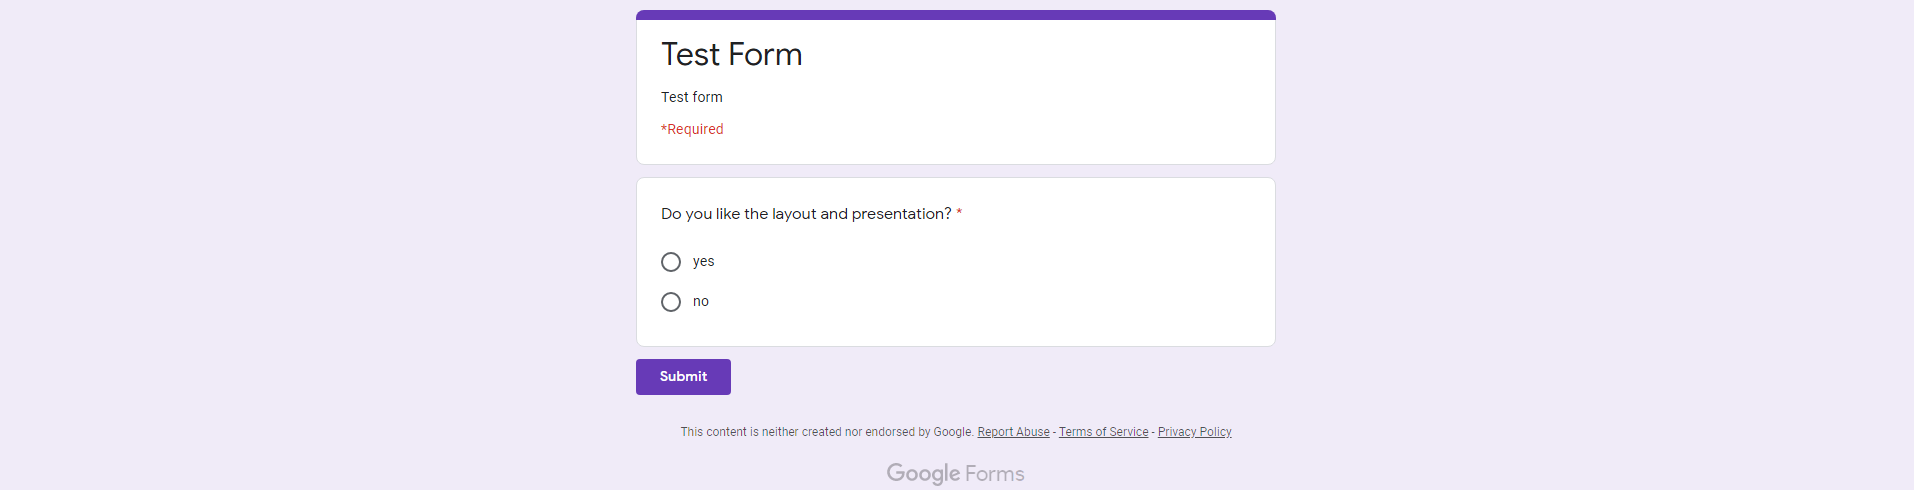 Test Form
Test form
*Required
Do you like the layout and presentation? *
yes
no
Submit
This content is neither created nor endorsed by Google. Report Abuse - Terms of Service - Privacy Policy
Google Forms